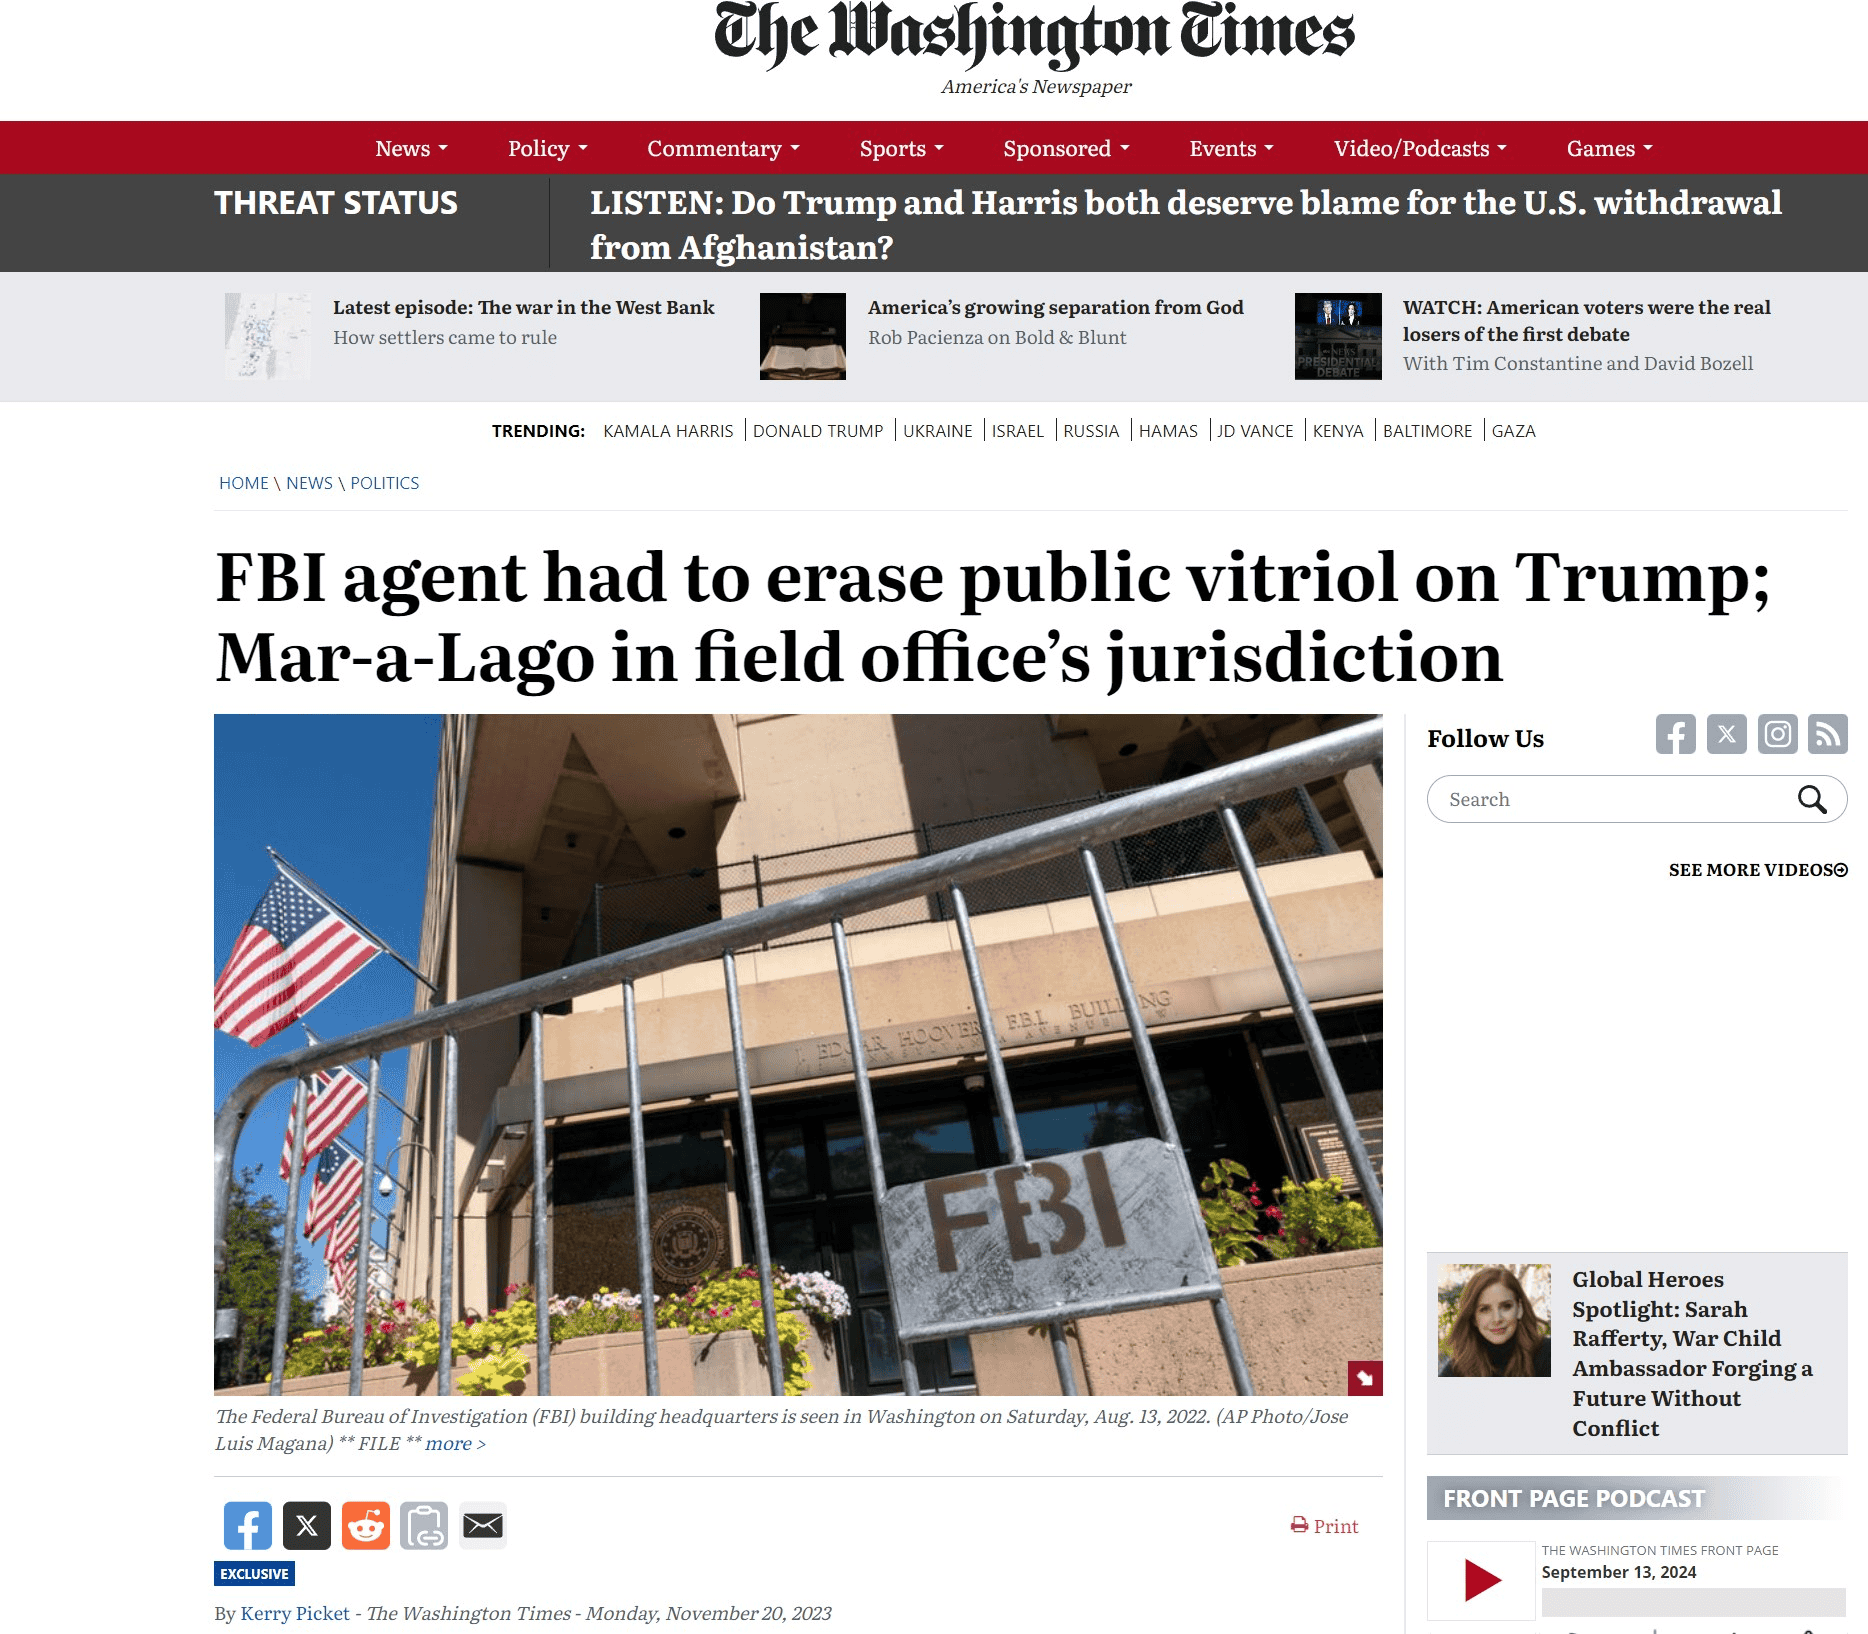 The Washington Times
America's Newspaper
News
Policy
Commentary
Sports
Sponsored
Events
Video/Podcasts
Games
THREAT STATUS
LISTEN: Do Trump and Harris both deserve blame for the U.S. withdrawal
from Afghanistan?
Latest episode: The war in the West Bank
How settlers came to rule
America’s growing separation from God
Rob Pacienza on Bold & Blunt
NEWS
PRESIDENTIAL
DEBATE
WATCH: American voters were the real
losers of the first debate
With Tim Constantine and David Bozell
TRENDING: KAMALA HARRIS | DONALD TRUMP | UKRAINE | ISRAEL | RUSSIA | HAMAS | JD VANCE | KENYA | BALTIMORE | GAZA
HOME \ NEWS \ POLITICS
FBI agent had to erase public vitriol on Trump;
Mar-a-Lago in field office’s jurisdiction
J. EDGAR HOOVER F.B.I. BUILDING
PENNSYLVANIA AVENUE
FBI
The Federal Bureau of Investigation (FBI) building headquarters is seen in Washington on Saturday, Aug. 13, 2022. (AP Photo/Jose
Luis Magana) ** FILE ** more >
Print
EXCLUSIVE
By Kerry Picket - The Washington Times - Monday, November 20, 2023
Follow Us
Search
SEE MORE VIDEOS
Global Heroes
Spotlight: Sarah
Rafferty, War Child
Ambassador Forging a
Future Without
Conflict
FRONT PAGE PODCAST
THE WASHINGTON TIMES FRONT PAGE
September 13, 2024